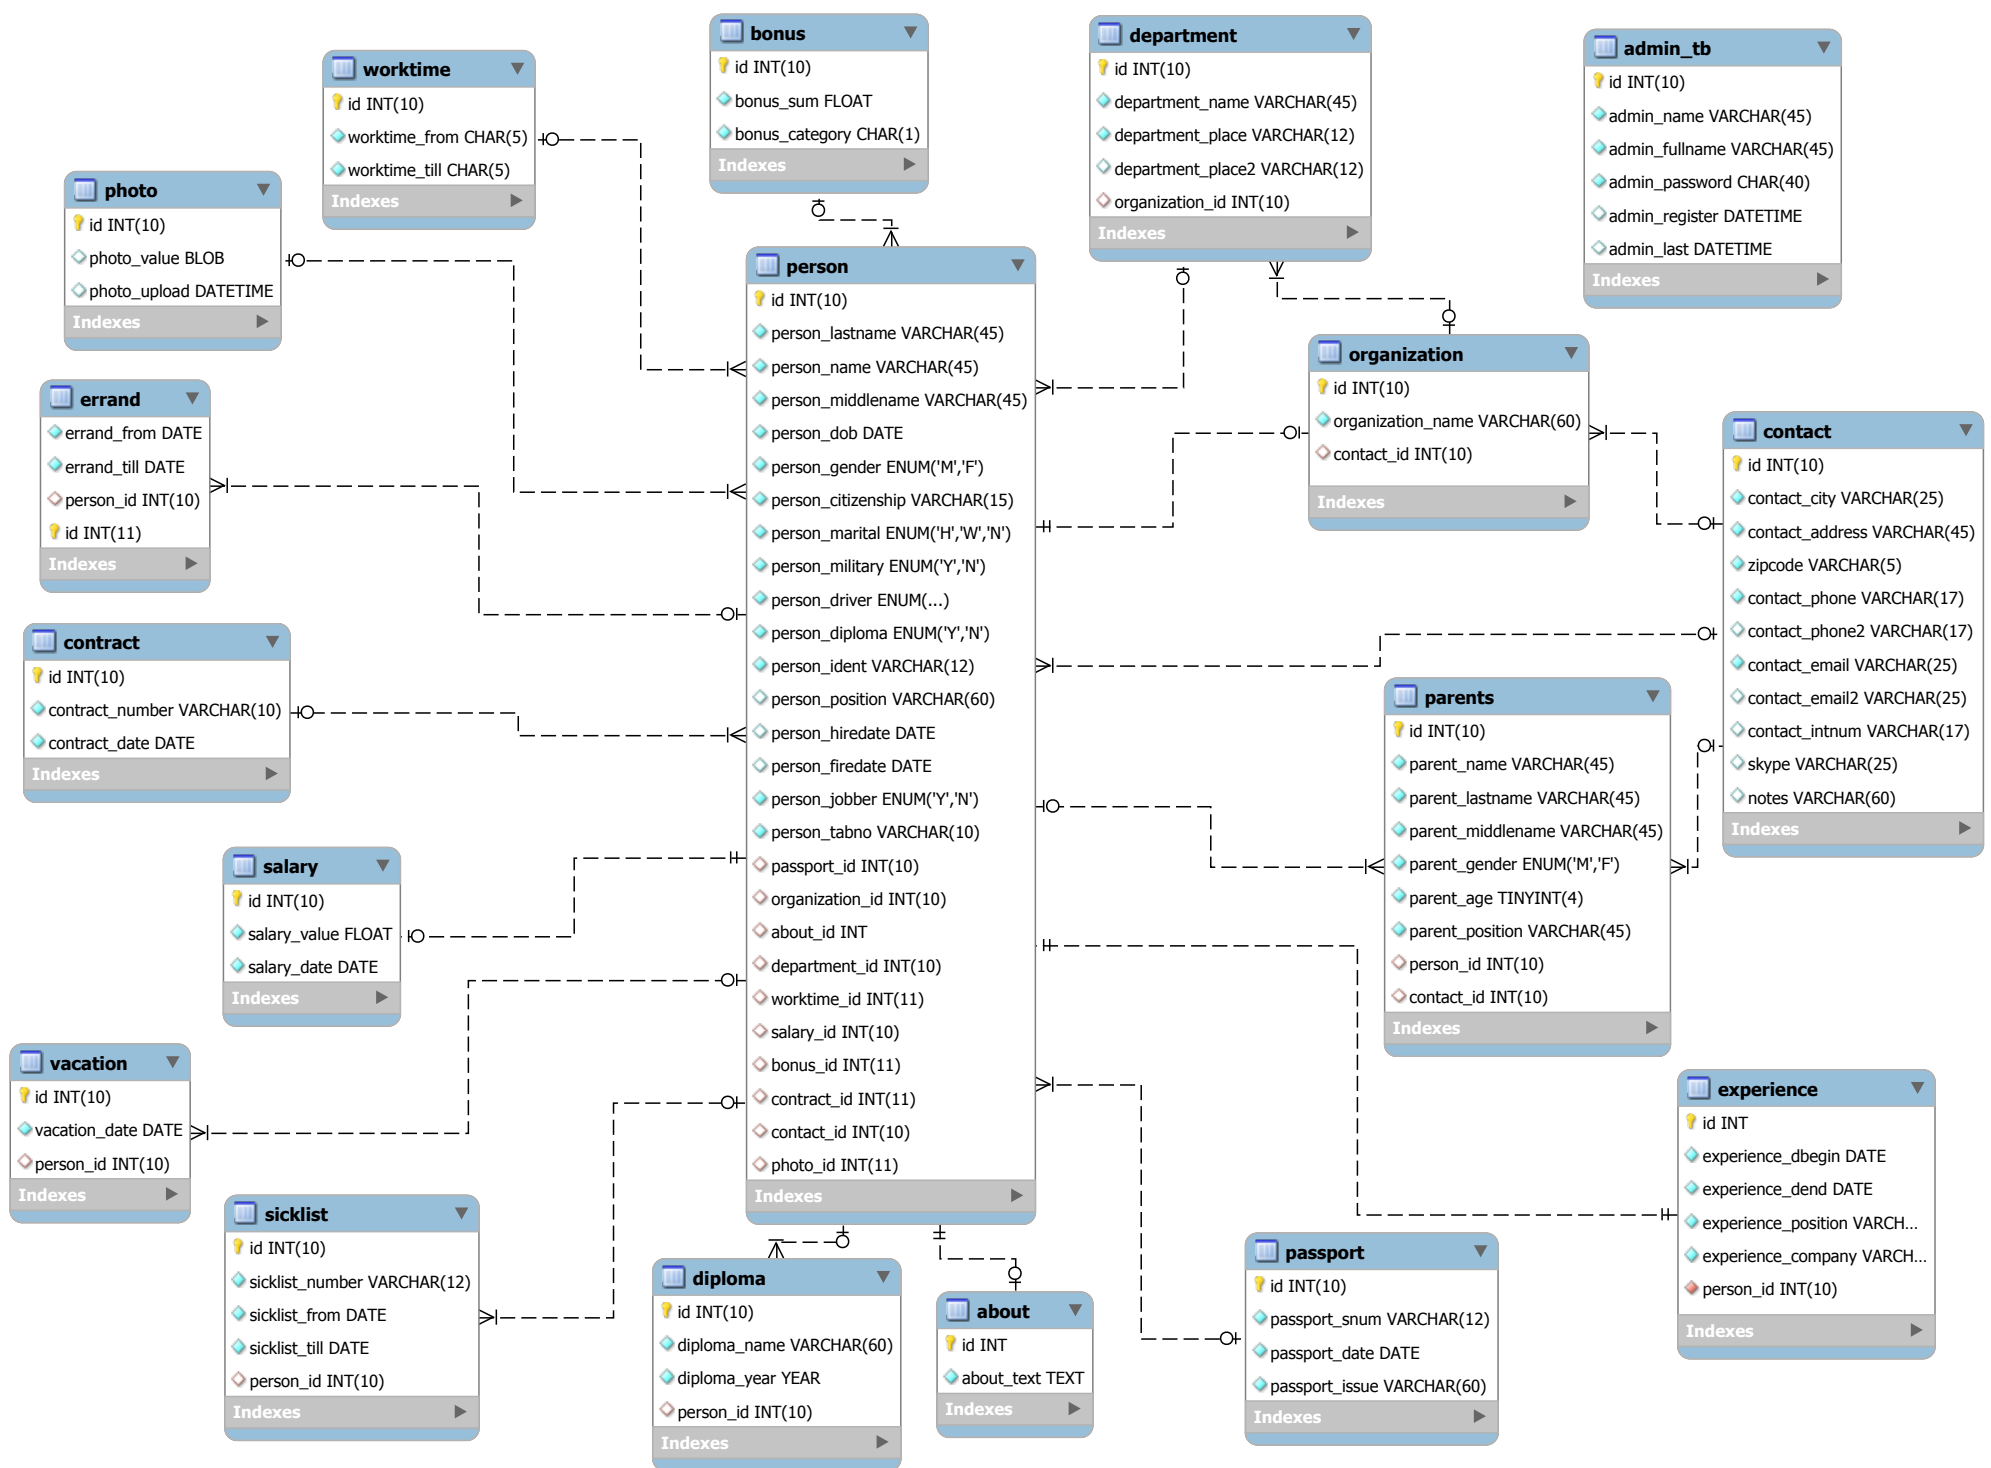 bonus
id INT(10)
bonus_sum FLOAT
bonus_category CHAR(1)
Indexes
department
id INT(10)
department_name VARCHAR(45)
department_place VARCHAR(12)
department_place2 VARCHAR(12)
organization_id INT(10)
Indexes
admin_tb
id INT(10)
admin_name VARCHAR(45)
admin_fullname VARCHAR(45)
admin_password CHAR(40)
admin_register DATETIME
admin_last DATETIME
Indexes
worktime
id INT(10)
worktime_from CHAR(5)
worktime_till CHAR(5)
Indexes
photo
id INT(10)
photo_value BLOB
photo_upload DATETIME
Indexes
person
id INT(10)
person_lastname VARCHAR(45)
person_name VARCHAR(45)
person_middlename VARCHAR(45)
person_dob DATE
person_gender ENUM('M','F')
person_citizenship VARCHAR(15)
person_marital ENUM('H','W','N')
person_military ENUM('Y','N')
person_driver ENUM(...)
person_diploma ENUM('Y','N')
person_ident VARCHAR(12)
person_position VARCHAR(60)
person_hiredate DATE
person_firedate DATE
person_jobber ENUM('Y','N')
person_tabno VARCHAR(10)
passport_id INT(10)
organization_id INT(10)
about_id INT
department_id INT(10)
worktime_id INT(11)
salary_id INT(10)
bonus_id INT(11)
contract_id INT(11)
contact_id INT(10)
photo_id INT(11)
Indexes
organization
id INT(10)
organization_name VARCHAR(60)
contact_id INT(10)
Indexes
errand
errand_from DATE
errand_till DATE
person_id INT(10)
id INT(11)
Indexes
contact
id INT(10)
contact_city VARCHAR(25)
contact_address VARCHAR(45)
zipcode VARCHAR(5)
contact_phone VARCHAR(17)
contact_phone2 VARCHAR(17)
contact_email VARCHAR(25)
contact_email2 VARCHAR(25)
contact_intnum VARCHAR(17)
skype VARCHAR(25)
notes VARCHAR(60)
Indexes
contract
id INT(10)
contract_number VARCHAR(10)
contract_date DATE
Indexes
parents
id INT(10)
parent_name VARCHAR(45)
parent_lastname VARCHAR(45)
parent_middlename VARCHAR(45)
parent_gender ENUM('M','F')
parent_age TINYINT(4)
parent_position VARCHAR(45)
person_id INT(10)
contact_id INT(10)
Indexes
salary
id INT(10)
salary_value FLOAT
salary_date DATE
Indexes
vacation
id INT(10)
vacation_date DATE
person_id INT(10)
Indexes
experience
id INT
experience_dbegin DATE
experience_dend DATE
experience_position VARCH...
experience_company VARCH...
person_id INT(10)
Indexes
sicklist
id INT(10)
sicklist_number VARCHAR(12)
sicklist_from DATE
sicklist_till DATE
person_id INT(10)
Indexes
diploma
id INT(10)
diploma_name VARCHAR(60)
diploma_year YEAR
person_id INT(10)
Indexes
about
id INT
about_text TEXT
Indexes
passport
id INT(10)
passport_snum VARCHAR(12)
passport_date DATE
passport_issue VARCHAR(60)
Indexes